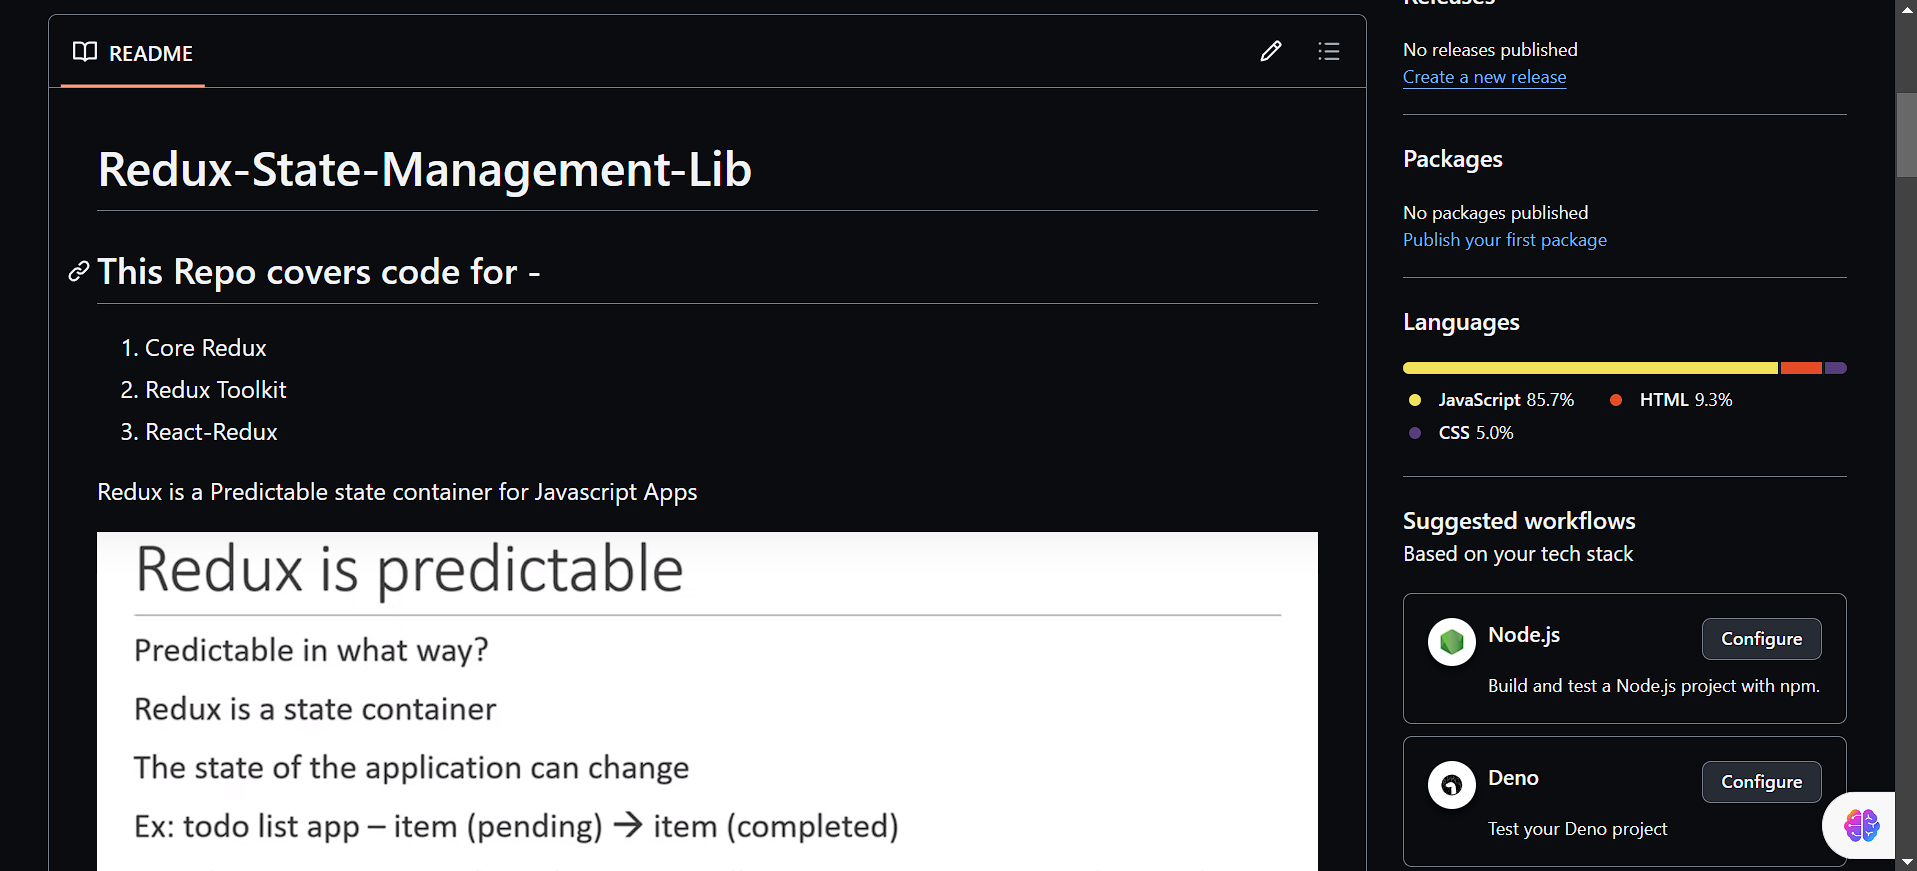 README
Redux-State-Management-Lib
This Repo covers code for -
1. Core Redux
2. Redux Toolkit
3. React-Redux
Redux is a Predictable state container for Javascript Apps
Redux is predictable
Predictable in what way?
Redux is a state container
The state of the application can change
Ex: todo list app – item (pending) → item (completed)
Releases
No releases published
Create a new release
Packages
No packages published
Publish your first package
Languages
JavaScript 85.7% HTML 9.3%
CSS 5.0%
Suggested workflows
Based on your tech stack
Node.js
Configure
Build and test a Node.js project with npm.
Deno
Configure
Test your Deno project